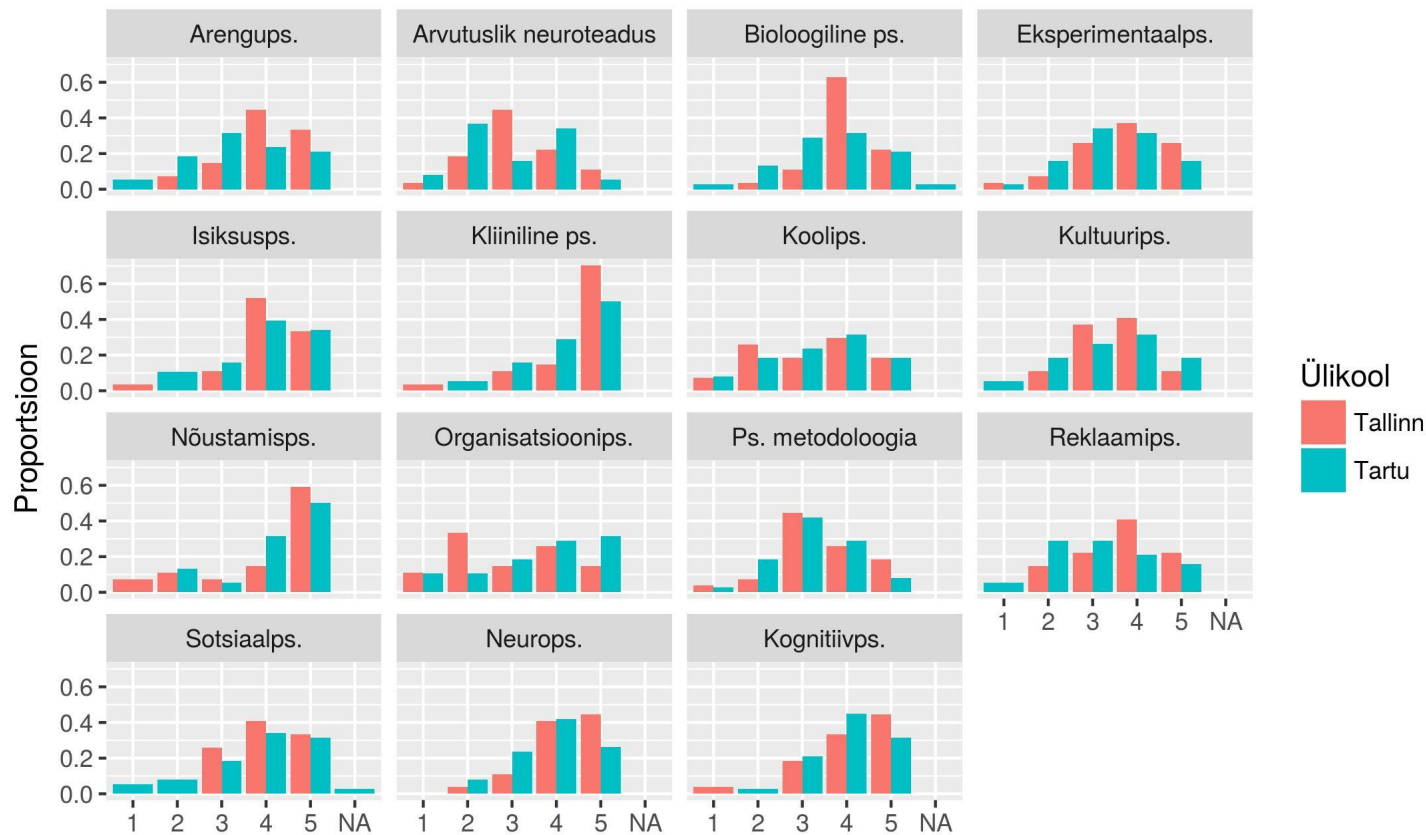 Arengups.
Arvutuslik neuroteadus
Bioloogiline ps.
Eksperimentaalps.
0.6
0.4
0.2
0.0
Isiksusps.
Kliiniline ps.
Koolips.
Kultuurips.
0.6
0.4
0.2
0.0
Proportsioon
Nõustamisps.
Organisatsioonips.
Ps. metodoloogia
Reklaamips.
0.6
0.4
0.2
0.0
1 2 3 4 5 NA
Sotsiaalps.
Neurops.
Kognitiivps.
0.6
0.4
0.2
0.0
1 2 3 4 5 NA
1 2 3 4 5 NA
1 2 3 4 5 NA
Ülikool
Tallinn
Tartu